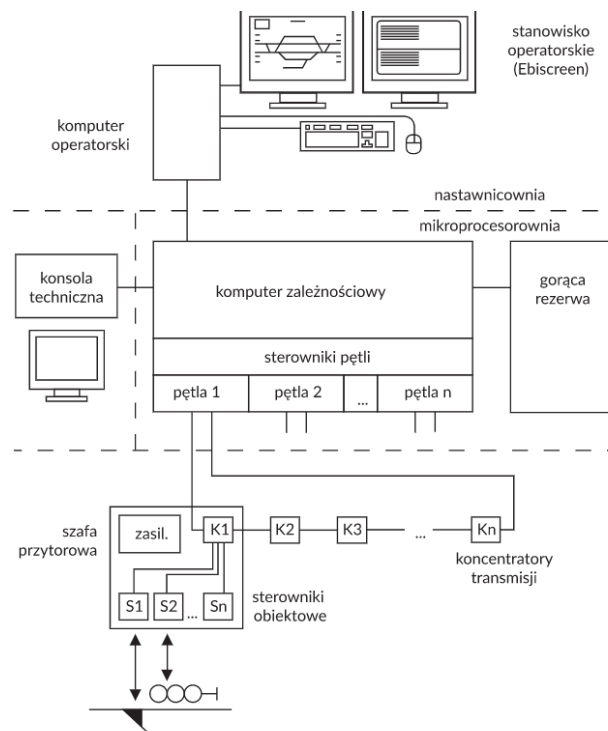 stanowisko
operatorskie
(Ebiscreen)
komputer
operatorski
nastawnicownia
mikroprocesorownia
konsola
techniczna
komputer zależnościowy
gorąca
rezerwa
sterowniki pętli
pętla 1
pętla 2
...
pętla n
szafa
przytorowa
zasil.
K1
K2
K3
...
Kn
koncentratory
transmisji
S1
S2
...
Sn
sterowniki
obiektowe